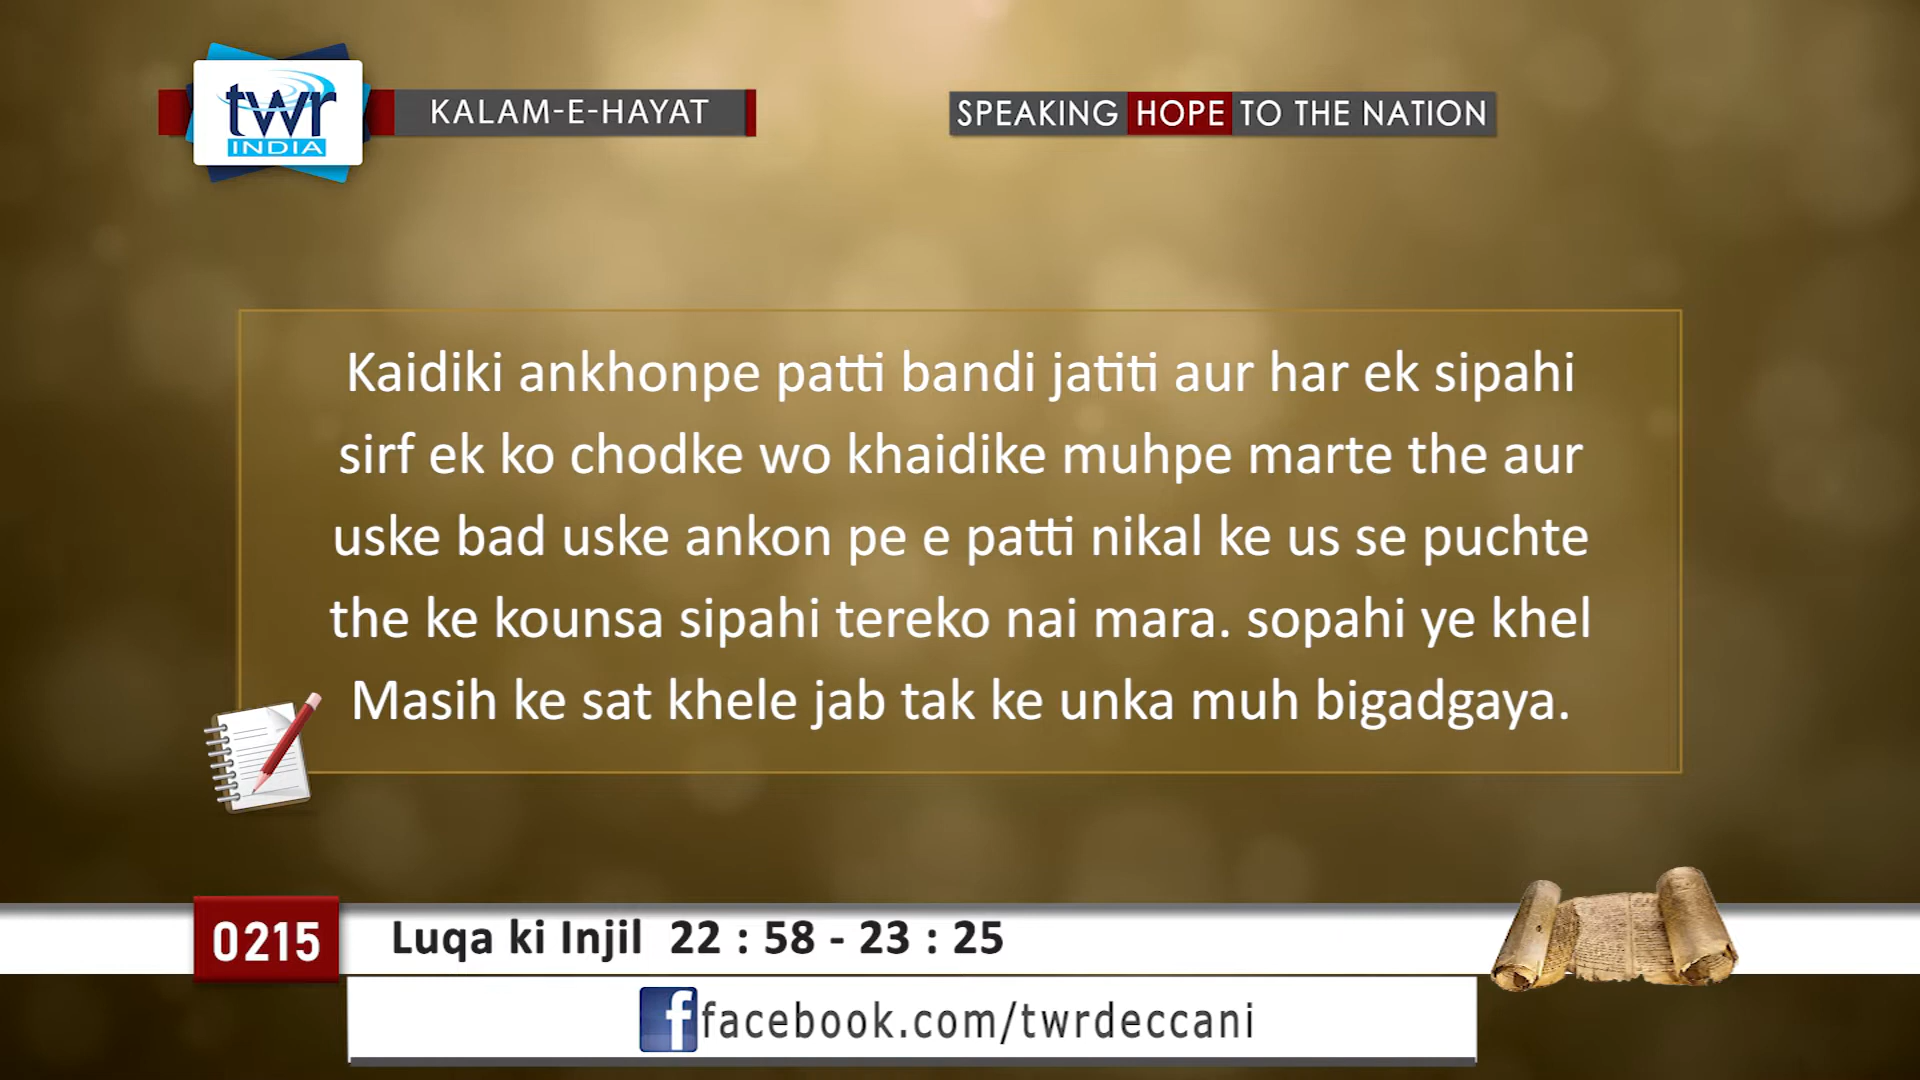 twr
INDIA
KALAM-E-HAYAT
SPEAKING HOPE TO THE NATION
Kaidiki ankhonpe patti bandi jatiti aur har ek sipahi
sirf ek ko chodke wo khaidike muhpe marte the aur
uske bad uske ankon pe e patti nikal ke us se puchte
the ke kounsa sipahi tereko nai mara. sopahi ye khel
Masih ke sat khele jab tak ke unka muh bigadgaya.
0215
Luqa ki Injil 22 : 58 - 23 : 25
facebook.com/twrdeccani